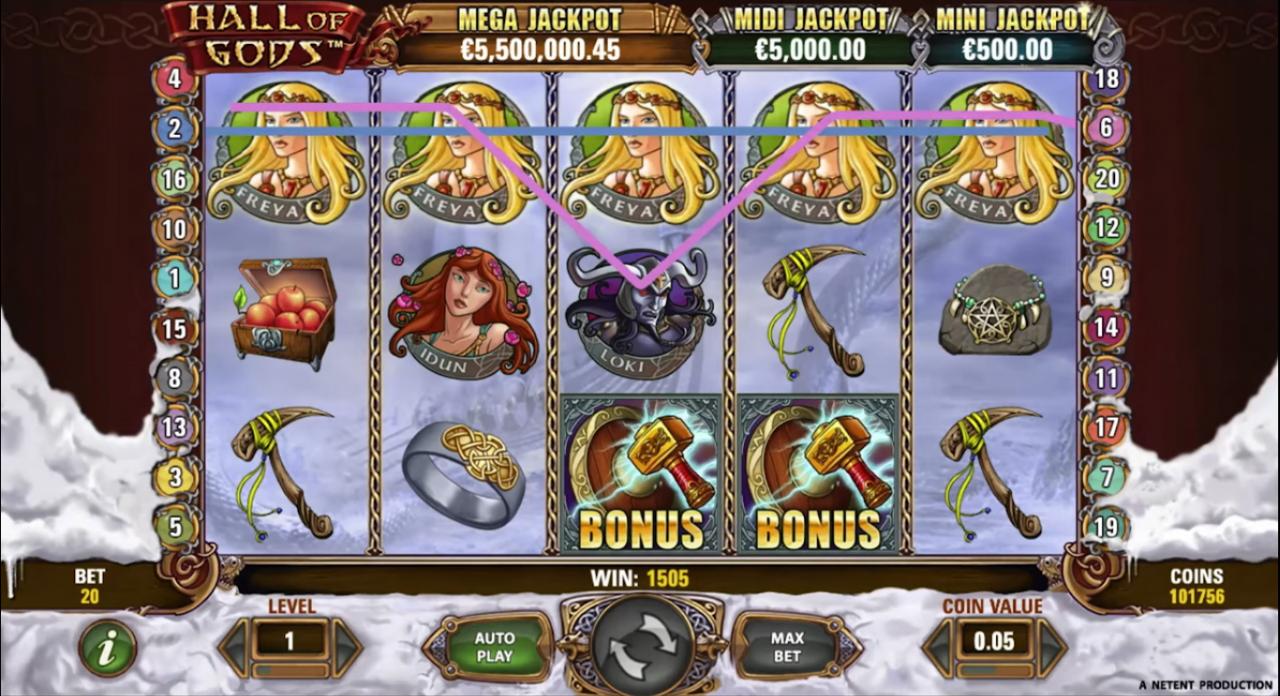 HALL OF
GODS™
MEGA JACKPOT
€5,500,000.45
MIDI JACKPOT
€5,000.00
MINI JACKPOT
€500.00
4
2
16
10
1
15
8
13
3
5
18
6
20
12
9
14
11
17
7
19
FREYA
FREYA
FREYA
FREYA
FREYA
IDUN
LOKI
BONUS
BONUS
BET
20
WIN: 1505
COINS
101756
LEVEL
1
AUTO
PLAY
MAX
BET
COIN VALUE
0.05
i
A NETENT PRODUCTION